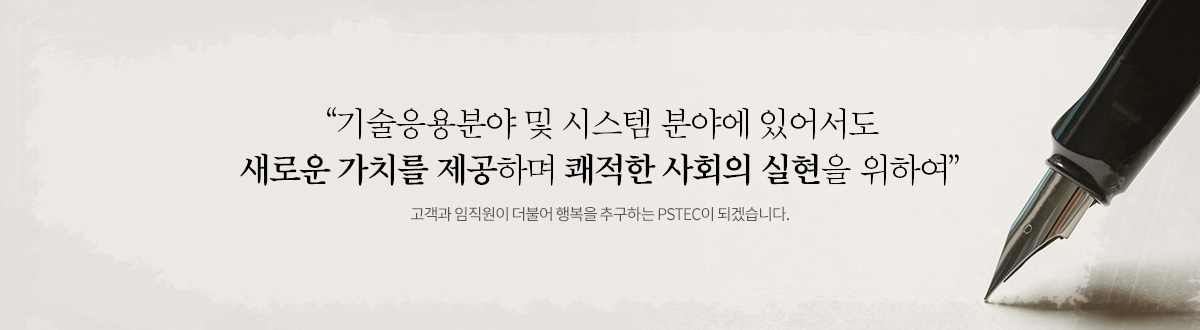 “기술응용분야 및 시스템 분야에 있어서도
새로운 가치를 제공하며 쾌적한 사회의 실현을 위하여”
고객과 임직원이 더불어 행복을 추구하는 PSTEC이 되겠습니다.